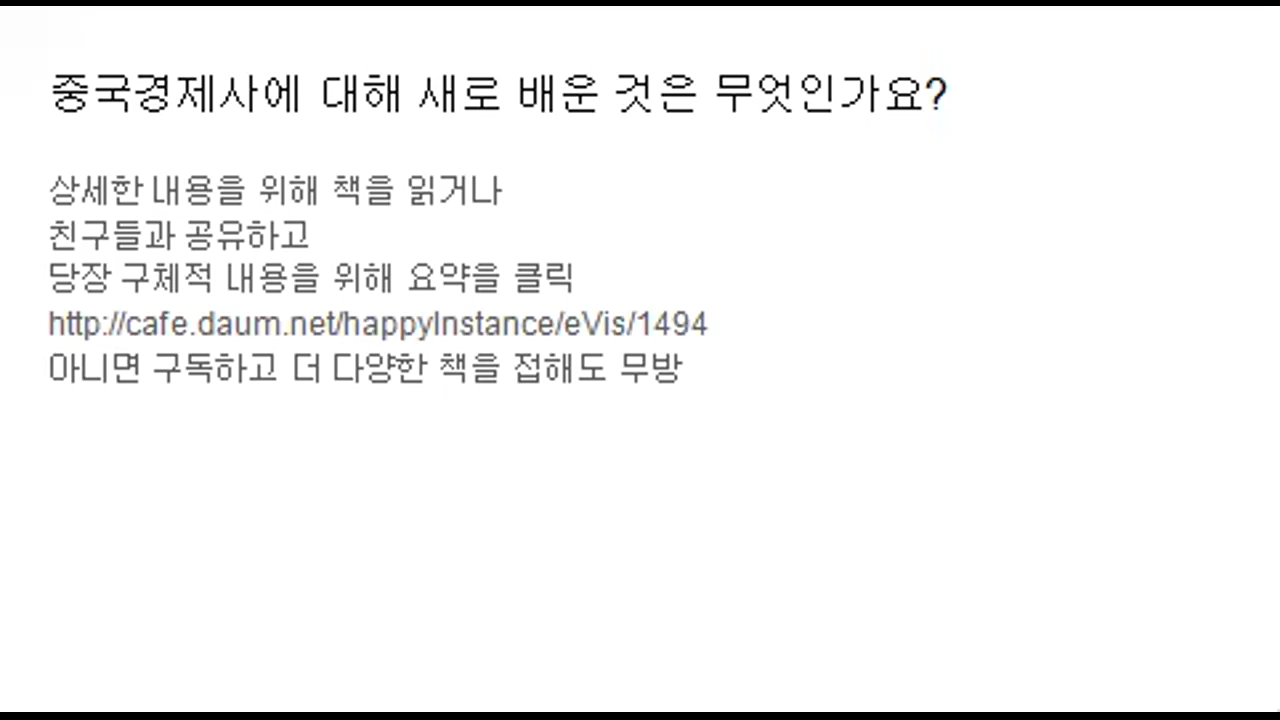 중국경제사에 대해 새로 배운 것은 무엇인가요?
상세한 내용을 위해 책을 읽거나
친구들과 공유하고
당장 구체적 내용을 위해 요약을 클릭
http://cafe.daum.net/happyInstance/eVis/1494
아니면 구독하고 더 다양한 책을 접해도 무방